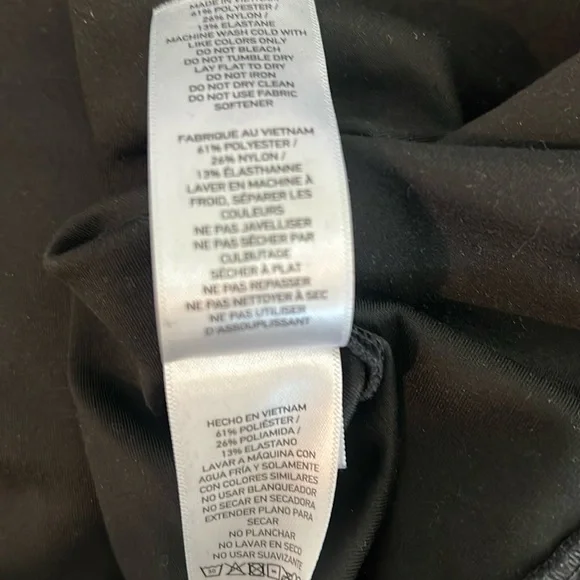 MADE IN VIETNAM
61% POLYESTER /
26% NYLON /
13% ELASTANE
MACHINE WASH COLD WITH
LIKE COLORS ONLY
DO NOT BLEACH
DO NOT TUMBLE DRY
LAY FLAT TO DRY
DO NOT IRON
DO NOT DRY CLEAN
DO NOT USE FABRIC
SOFTENER
FABRIQUE AU VIETNAM
61% POLYESTER /
26% NYLON /
13% ÉLASTHANNE
LAVER EN MACHINE À
FROID, SÉPARER LES
COULEURS
NE PAS JAVELLISER
NE PAS SÉCHER PAR
CULBUTAGE
SÉCHER À PLAT
NE PAS REPASSER
NE PAS NETTOYER À SEC
NE PAS UTILISER
D'ASSOUPLISSANT
HECHO EN VIETNAM
61% POLIÉSTER /
26% POLIAMIDA /
13% ELASTANO
LAVAR A MÁQUINA CON
AGUA FRÍA Y SOLAMENTE
CON COLORES SIMILARES
NO USAR BLANQUEADOR
NO SECAR EN SECADORA
EXTENDER PLANO PARA
SECAR
NO PLANCHAR
NO LAVAR EN SECO
NO USAR SUAVIZANTE